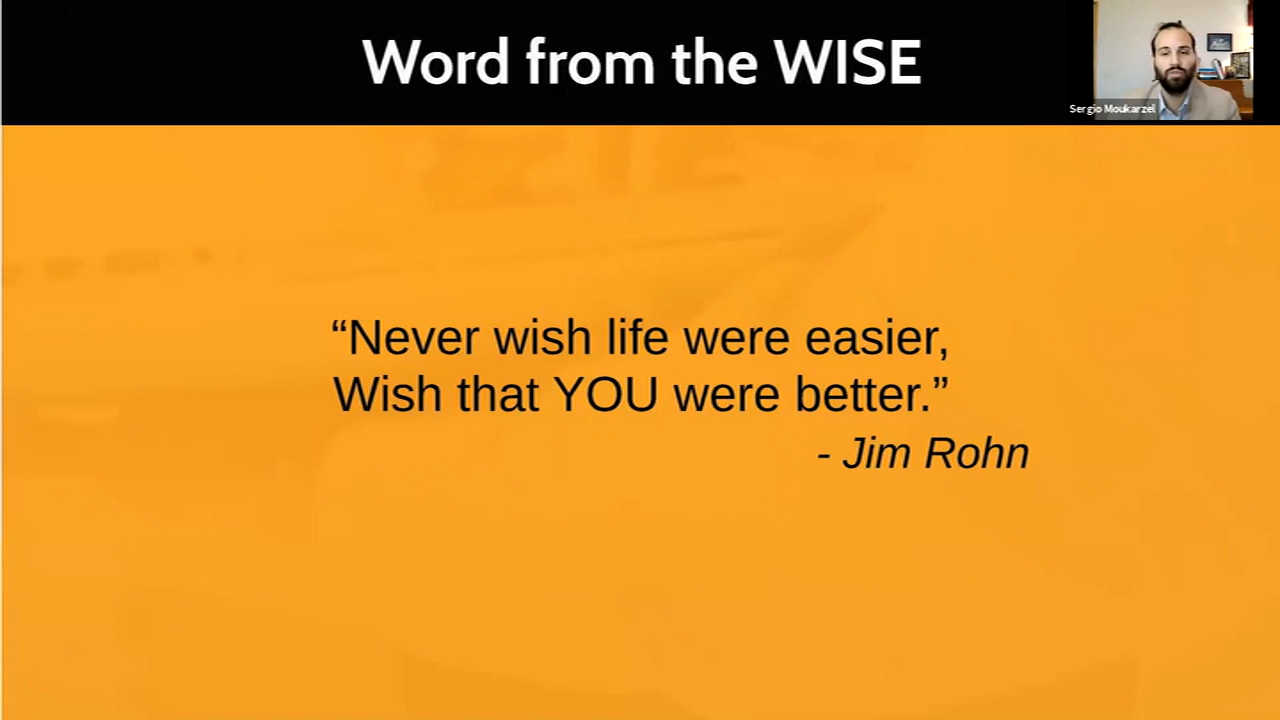 Word from the WISE
Sergio Moukarzel
“Never wish life were easier,
Wish that YOU were better.”
- Jim Rohn